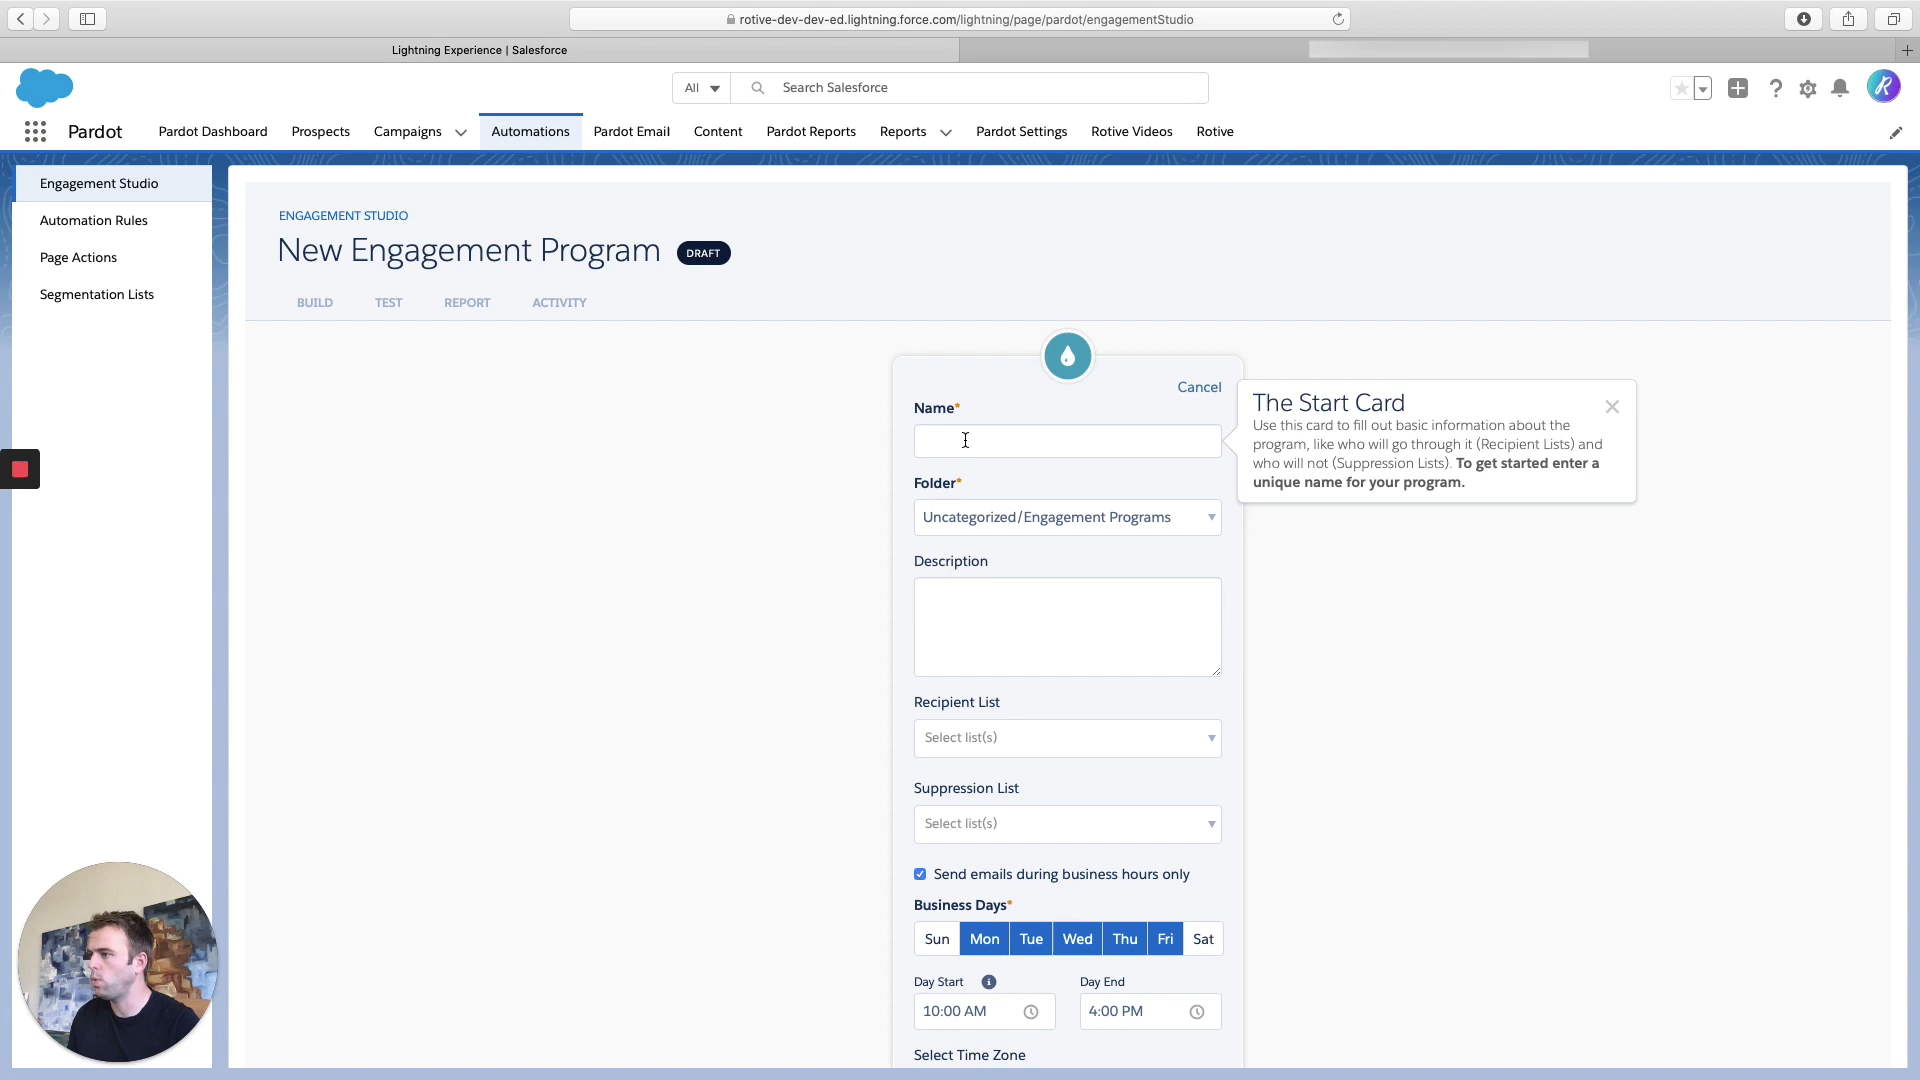 rotive-dev-dev-ed.lightning.force.com/lightning/page/pardot/engagementStudio
Lightning Experience | Salesforce
All
Search Salesforce
Pardot
Pardot Dashboard
Prospects
Campaigns
Automations
Pardot Email
Content
Pardot Reports
Reports
Pardot Settings
Rotive Videos
Rotive
Engagement Studio
Automation Rules
Page Actions
Segmentation Lists
ENGAGEMENT STUDIO
New Engagement Program DRAFT
BUILD
TEST
REPORT
ACTIVITY
Cancel
Name*
The Start Card
Use this card to fill out basic information about the
program, like who will go through it (Recipient Lists) and
who will not (Suppression Lists). To get started enter a
unique name for your program.
Folder*
Uncategorized/Engagement Programs
Description
Recipient List
Select list(s)
Suppression List
Select list(s)
Send emails during business hours only
Business Days*
Sun Mon Tue Wed Thu Fri Sat
Day Start
Day End
10:00 AM
4:00 PM
Select Time Zone